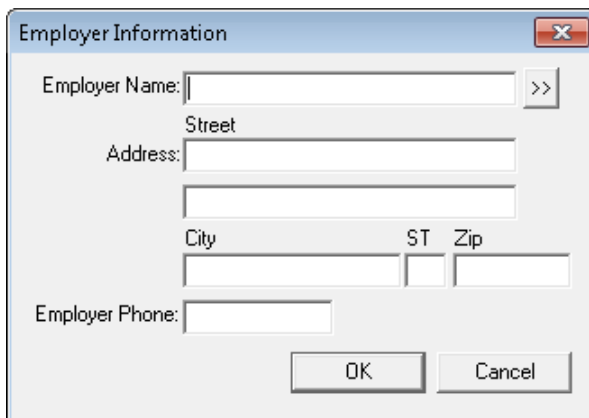 Employer Information
Employer Name:
>>
Street
Address:
City ST Zip
Employer Phone:
OK Cancel